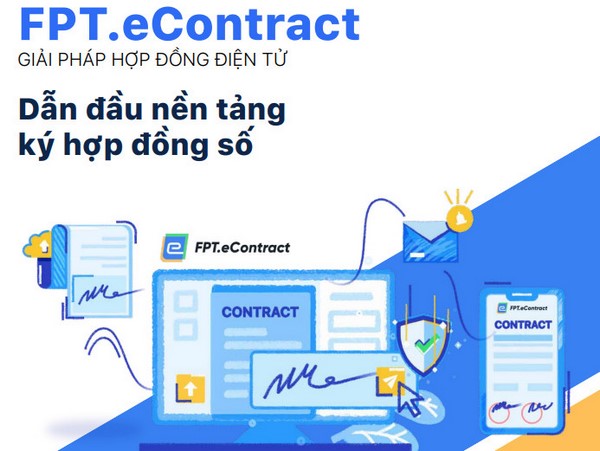 FPT.eContract
GIẢI PHÁP HỢP ĐỒNG ĐIỆN TỬ
Dẫn đầu nền tảng
ký hợp đồng số
FPT.eContract
CONTRACT
FPT.eContract
CONTRACT